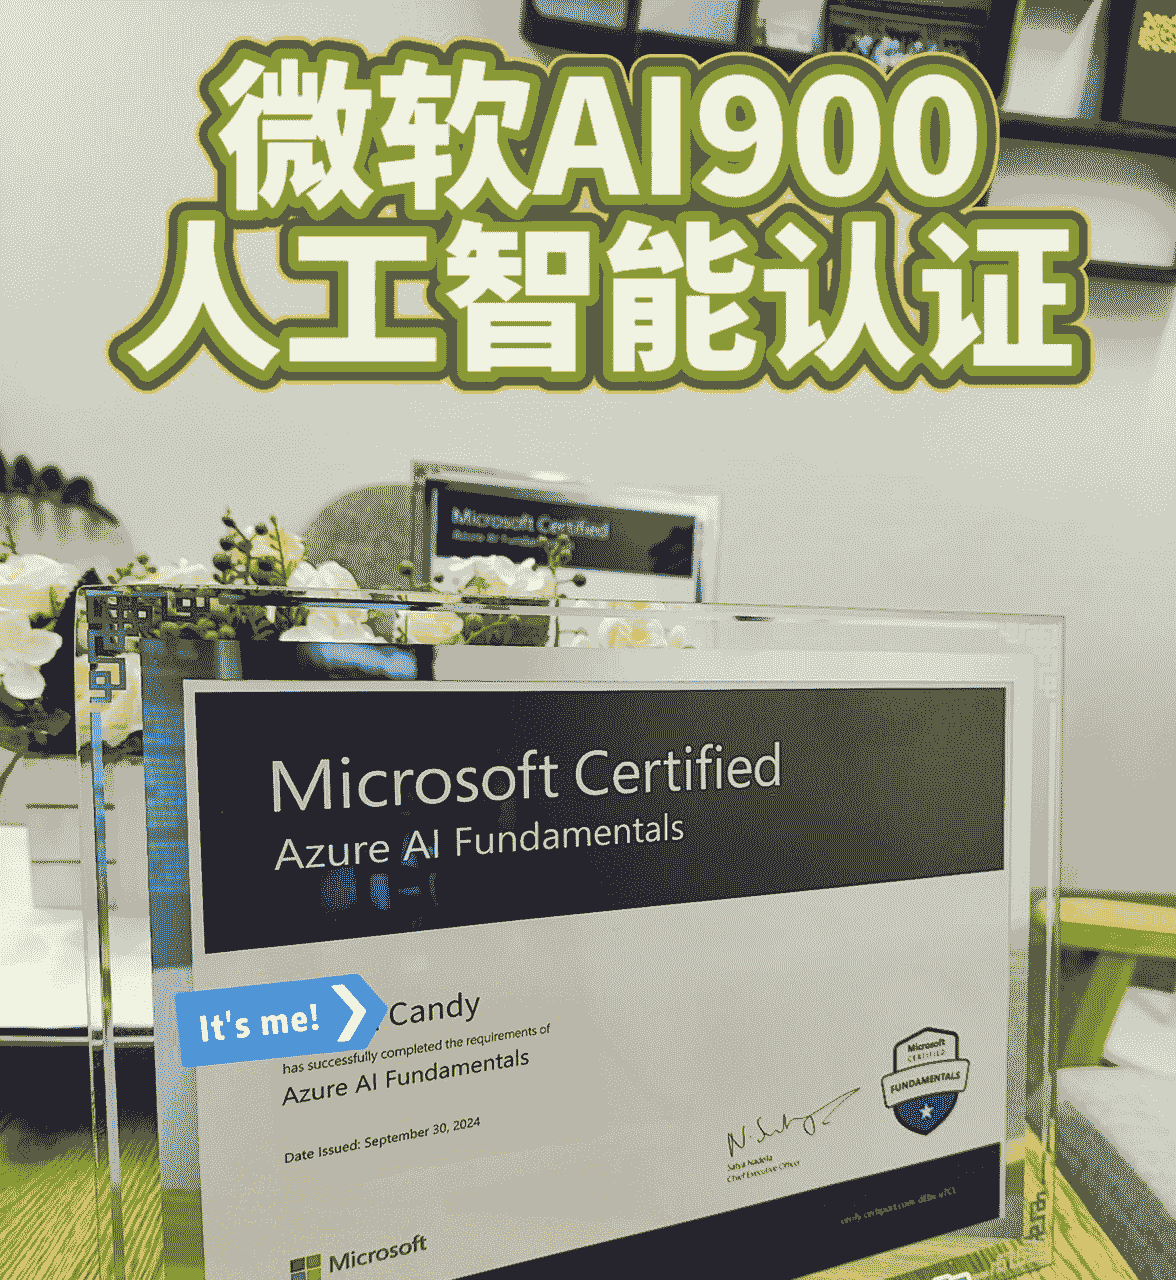 微软AI900
人工智能认证
Microsoft Certified
Microsoft Certified
Azure AI Fundamentals
It's me!
Candy
has successfully completed the requirements of
Azure AI Fundamentals
Date Issued: September 30, 2024
Microsoft
CERTIFIED
FUNDAMENTALS
Satya Nadella
Chief Executive Officer
Microsoft